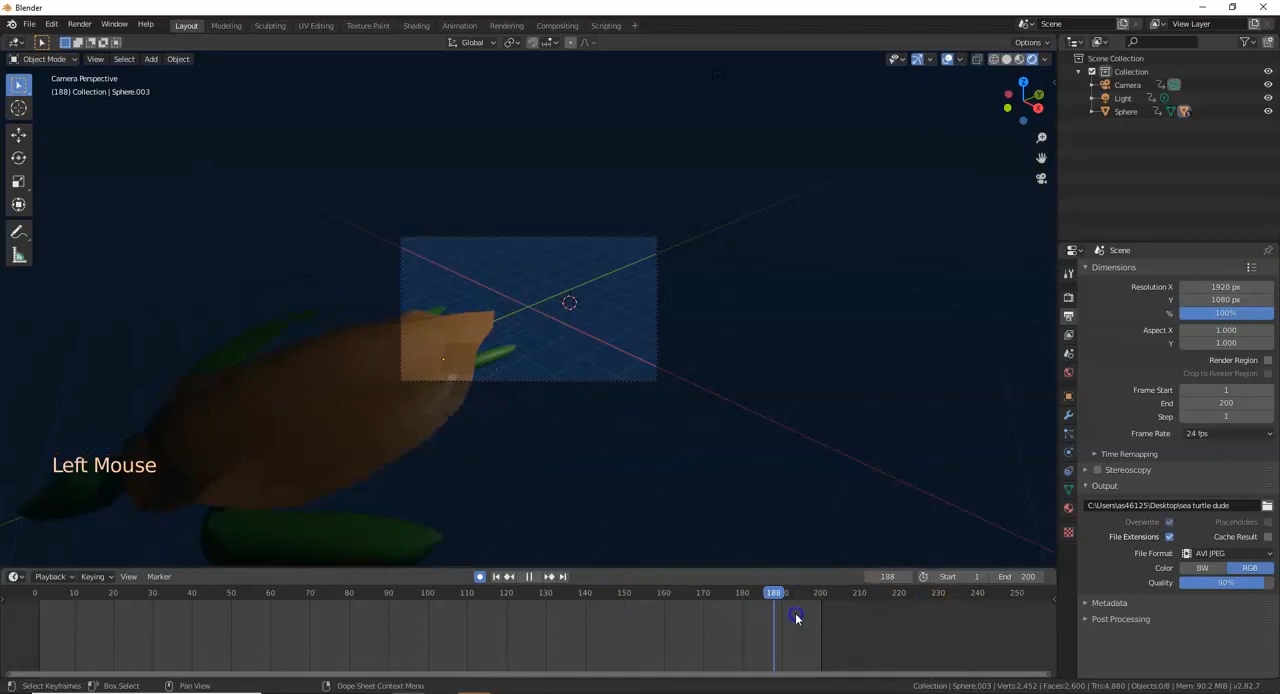 Blender
File Edit Render Window Help
Layout Modeling Sculpting UV Editing Texture Paint Shading Animation Rendering Compositing Scripting +
Scene
View Layer
Global
Options
Object Mode View Select Add Object
Camera Perspective
(188) Collection | Sphere.003
Z
Y
X
Left Mouse
Scene Collection
Collection
Camera
Light
Sphere
Scene
Dimensions
Resolution X 1920 px
Y 1080 px
% 100%
Aspect X 1.000
Y 1.000
Render Region
Crop to Render Region
Frame Start 1
End 200
Step 1
Frame Rate 24 fps
Time Remapping
Stereoscopy
Output
C:\Users\as46125\Desktop\sea turtle dude
Overwrite Placeholders
File Extensions Cache Result
File Format AVI JPEG
Color BW RGB
Quality 90%
Metadata
Post Processing
Playback Keying View Marker
188 Start 1 End 200
0 10 20 30 40 50 60 70 80 90 100 110 120 130 140 150 160 170 180 188 200 210 220 230 240 250
Select Keyframes Box Select Pan View Dope Sheet Context Menu
Collection | Sphere.003 | Verts:2,452 | Faces:2,600 | Tris:4,880 | Objects:0/8 | Mem: 90.2 MiB | v2.82.7